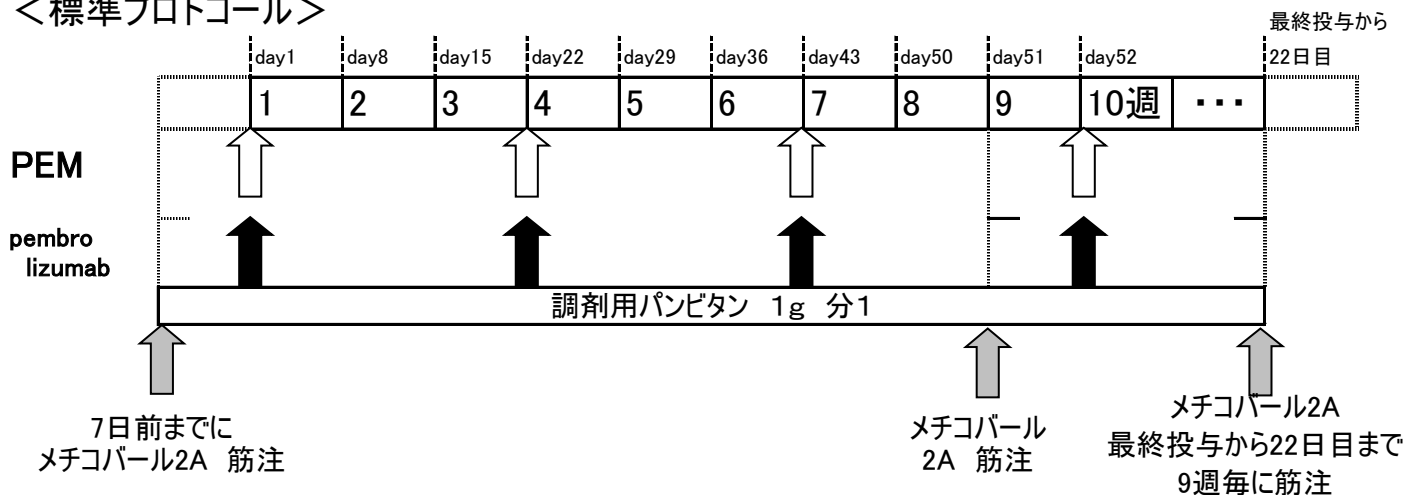 ＜標準プロトコール＞
最終投与から
day1 day8 day15 day22 day29 day36 day43 day50 day51 day52 22日目
1 2 3 4 5 6 7 8 9 10週 ・・・
PEM
pembro
lizumab
調剤用パンビタン 1g 分1
7日前までに
メチコバール2A 筋注
メチコバール
2A 筋注
メチコバール2A
最終投与から22日目まで
9週毎に筋注